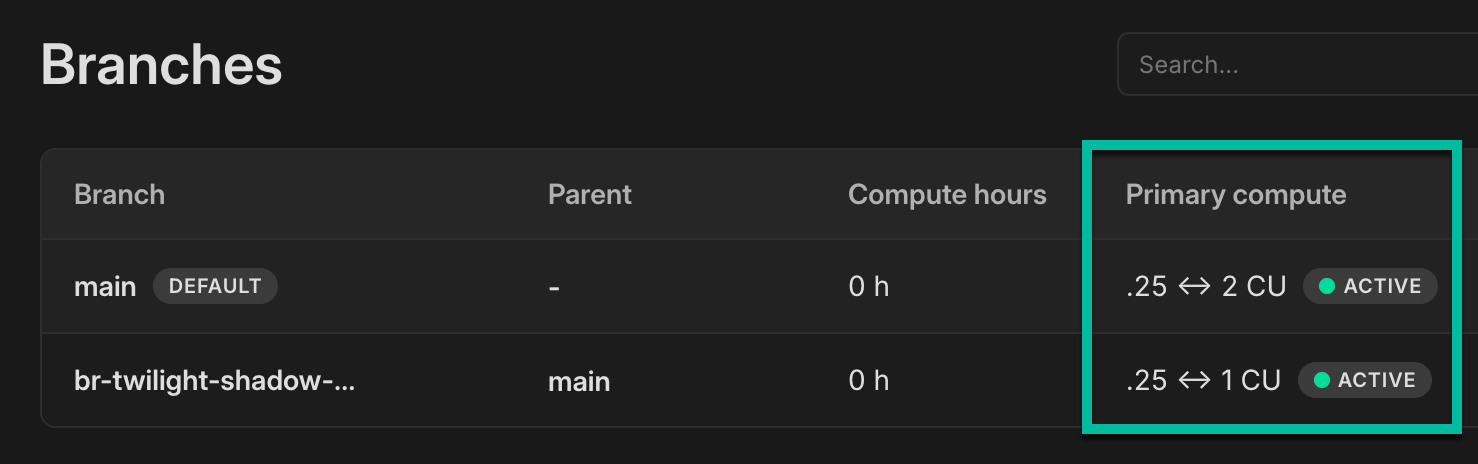 Branches
Search...
Branch Parent Compute hours Primary compute
main DEFAULT - 0 h .25 ↔ 2 CU ACTIVE
br-twilight-shadow-... main 0 h .25 ↔ 1 CU ACTIVE